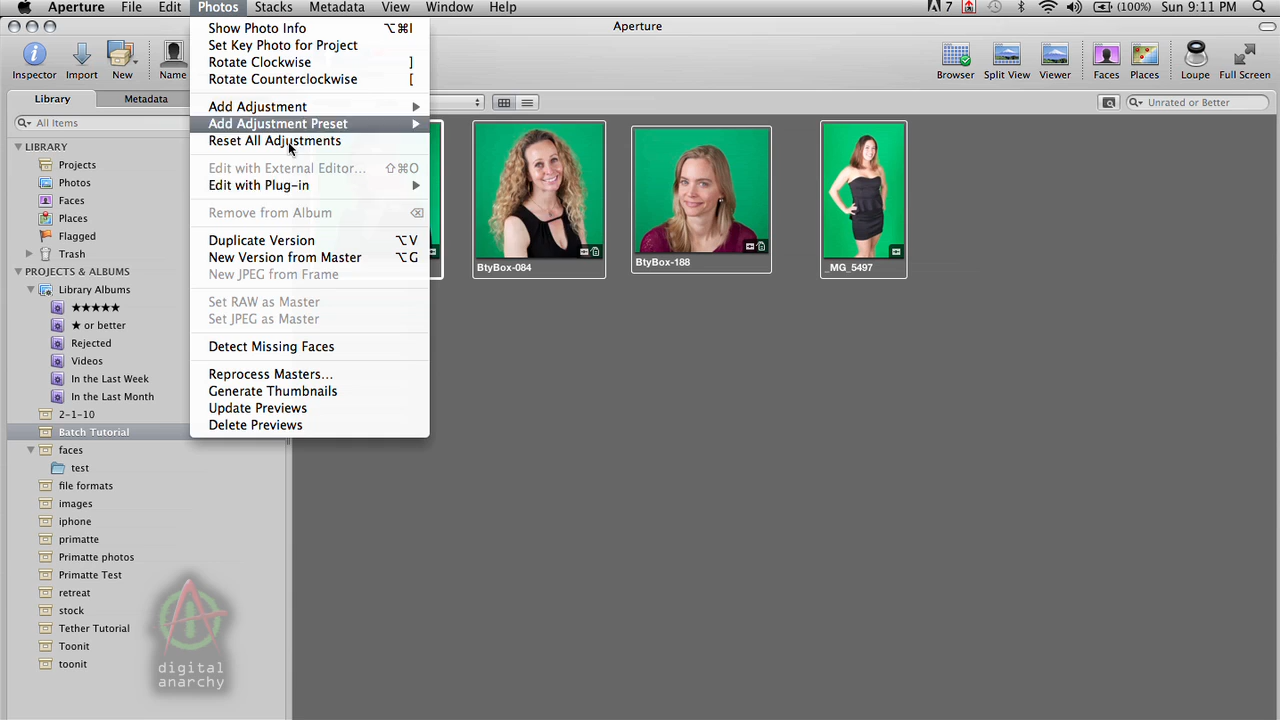 Aperture File Edit Photos Stacks Metadata View Window Help 7 (100%) Sun 9:11 PM
Aperture
Inspector Import New Name Browser Split View Viewer Faces Places Loupe Full Screen
Library Metadata
Unrated or Better
All Items
LIBRARY
Projects
Photos
Faces
Places
Flagged
Trash
PROJECTS & ALBUMS
Library Albums
★★★★★
★ or better
Rejected
Videos
In the Last Week
In the Last Month
2-1-10
Batch Tutorial
faces
test
file formats
images
iphone
primatte
Primatte photos
Primatte Test
retreat
stock
Tether Tutorial
Toonit
toonit
Show Photo Info ⌥⌘I
Set Key Photo for Project
Rotate Clockwise ]
Rotate Counterclockwise [
Add Adjustment
Add Adjustment Preset
Reset All Adjustments
Edit with External Editor... ⇧⌘O
Edit with Plug-in
Remove from Album ⌫
Duplicate Version ⌥V
New Version from Master ⌥G
New JPEG from Frame
Set RAW as Master
Set JPEG as Master
Detect Missing Faces
Reprocess Masters...
Generate Thumbnails
Update Previews
Delete Previews
BtyBox-084
BtyBox-188
_MG_5497
digital
anarchy